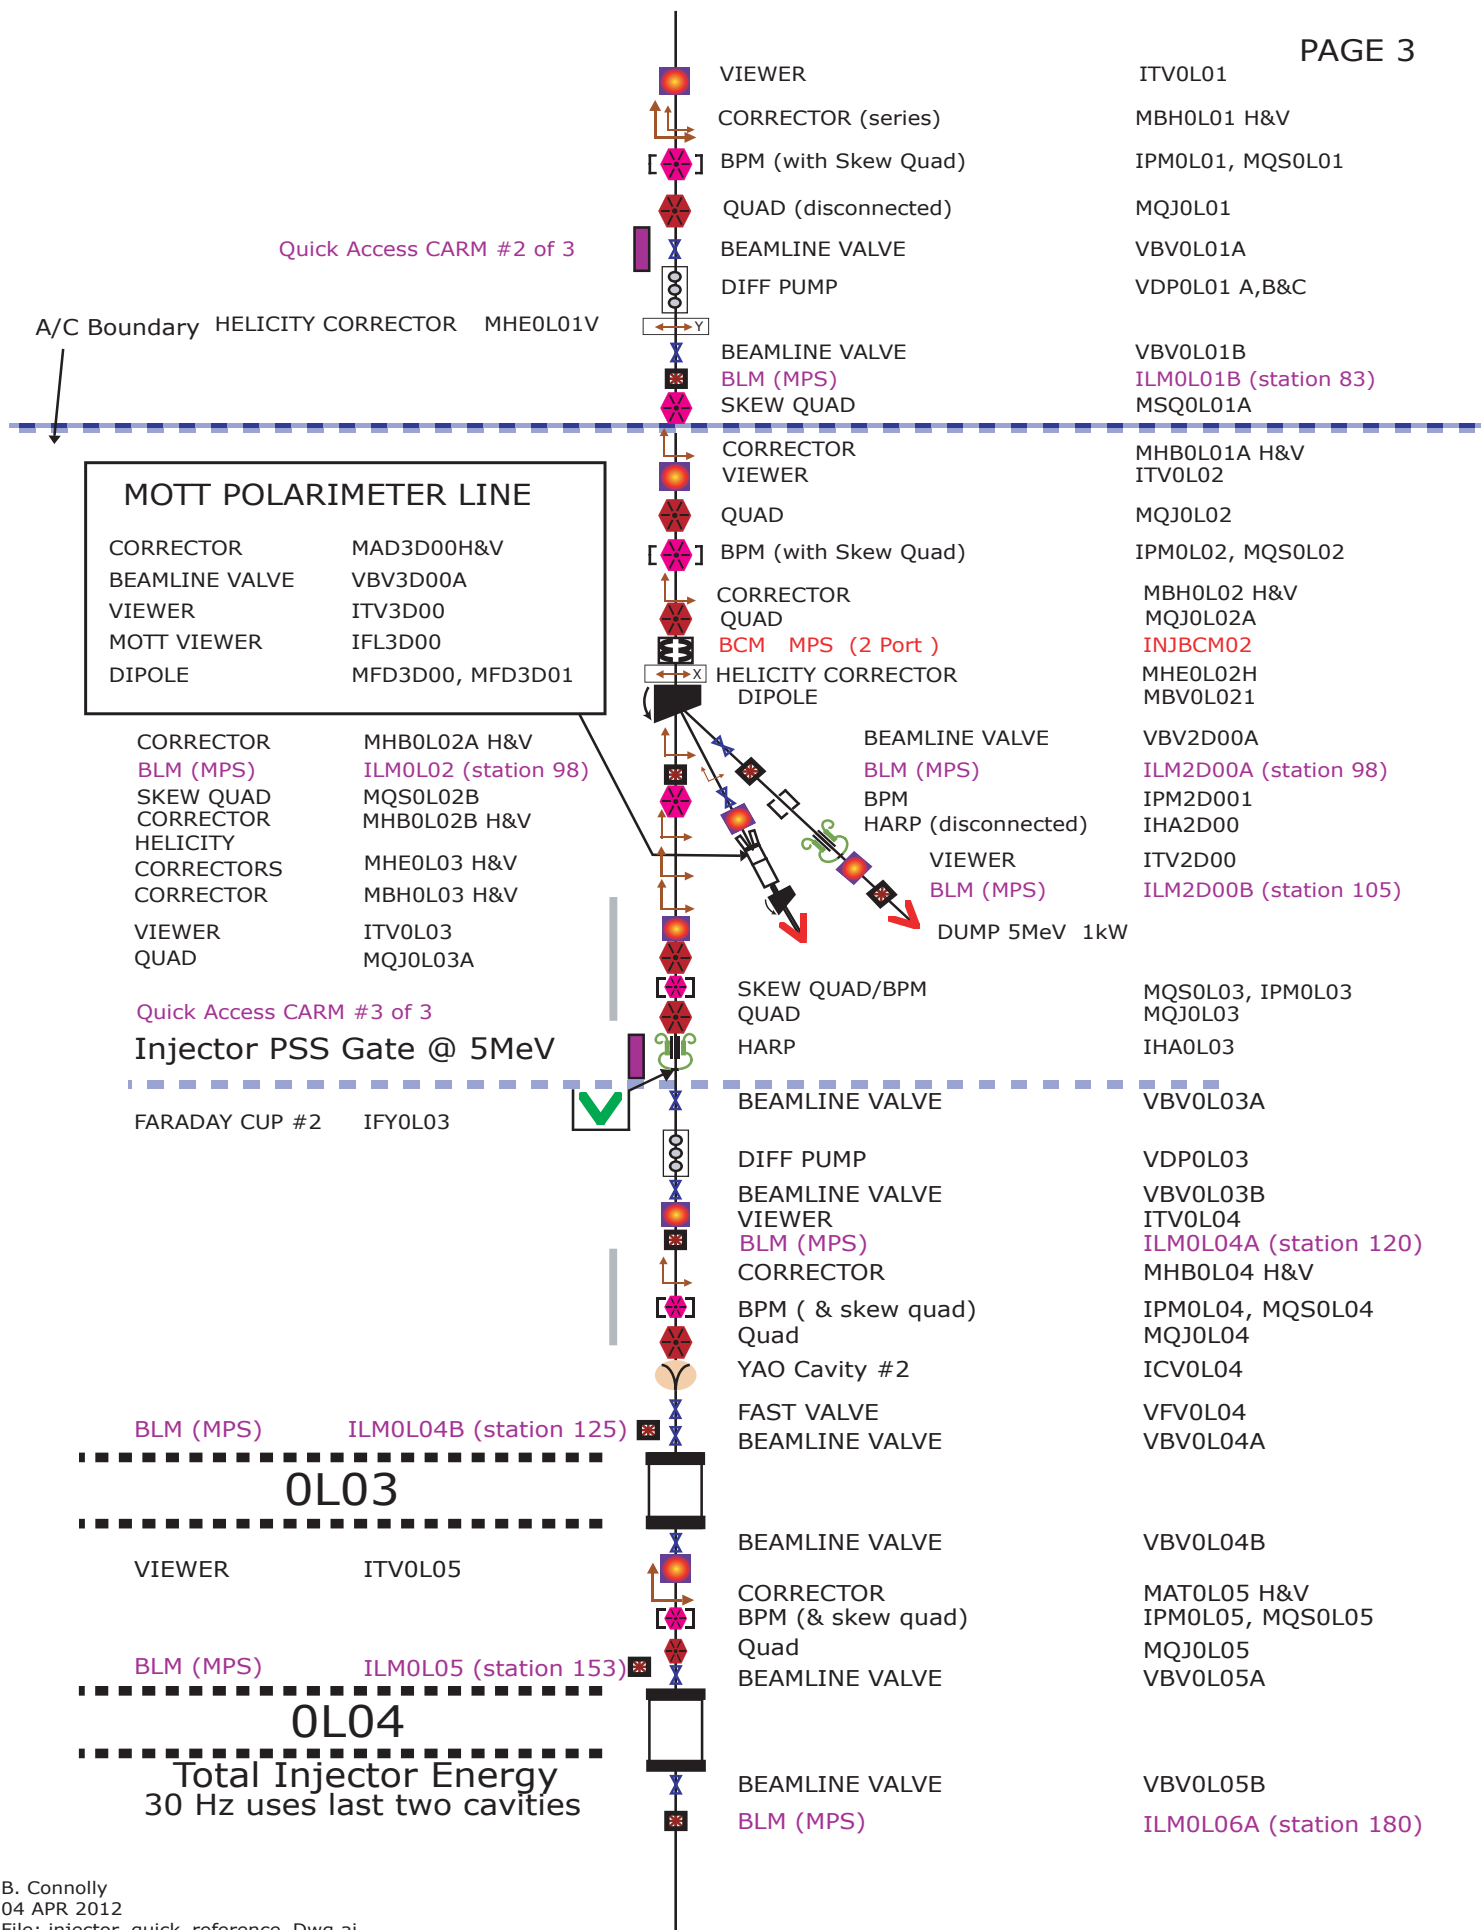 PAGE 3
VIEWER ITV0L01
CORRECTOR (series) MBH0L01 H&V
BPM (with Skew Quad) IPM0L01, MQS0L01
QUAD (disconnected) MQJ0L01
Quick Access CARM #2 of 3
BEAMLINE VALVE VBV0L01A
DIFF PUMP VDP0L01 A,B&C
A/C Boundary HELICITY CORRECTOR MHE0L01V
Y
BEAMLINE VALVE VBV0L01B
BLM (MPS) ILM0L01B (station 83)
SKEW QUAD MSQ0L01A
CORRECTOR MHB0L01A H&V
VIEWER ITV0L02
QUAD MQJ0L02
BPM (with Skew Quad) IPM0L02, MQS0L02
CORRECTOR MBH0L02 H&V
QUAD MQJ0L02A
BCM MPS (2 Port ) INJBCM02
X
HELICITY CORRECTOR MHE0L02H
DIPOLE MBV0L021
MOTT POLARIMETER LINE
CORRECTOR MAD3D00H&V
BEAMLINE VALVE VBV3D00A
VIEWER ITV3D00
MOTT VIEWER IFL3D00
DIPOLE MFD3D00, MFD3D01
CORRECTOR MHB0L02A H&V
BLM (MPS) ILM0L02 (station 98)
SKEW QUAD MQS0L02B
CORRECTOR MHB0L02B H&V
HELICITY
CORRECTORS MHE0L03 H&V
CORRECTOR MBH0L03 H&V
VIEWER ITV0L03
QUAD MQJ0L03A
BEAMLINE VALVE VBV2D00A
BLM (MPS) ILM2D00A (station 98)
BPM IPM2D001
HARP (disconnected) IHA2D00
VIEWER ITV2D00
BLM (MPS) ILM2D00B (station 105)
DUMP 5MeV 1kW
SKEW QUAD/BPM MQS0L03, IPM0L03
Quick Access CARM #3 of 3
QUAD MQJ0L03
Injector PSS Gate @ 5MeV
HARP IHA0L03
BEAMLINE VALVE VBV0L03A
FARADAY CUP #2 IFY0L03
DIFF PUMP VDP0L03
BEAMLINE VALVE VBV0L03B
VIEWER ITV0L04
BLM (MPS) ILM0L04A (station 120)
CORRECTOR MHB0L04 H&V
BPM ( & skew quad) IPM0L04, MQS0L04
Quad MQJ0L04
YAO Cavity #2 ICV0L04
FAST VALVE VFV0L04
BLM (MPS) ILM0L04B (station 125)
BEAMLINE VALVE VBV0L04A
0L03
BEAMLINE VALVE VBV0L04B
VIEWER ITV0L05
CORRECTOR MAT0L05 H&V
BPM (& skew quad) IPM0L05, MQS0L05
Quad MQJ0L05
BLM (MPS) ILM0L05 (station 153)
BEAMLINE VALVE VBV0L05A
0L04
Total Injector Energy
30 Hz uses last two cavities
BEAMLINE VALVE VBV0L05B
BLM (MPS) ILM0L06A (station 180)
B. Connolly
04 APR 2012
File: injector_quick_reference_Dwg.ai